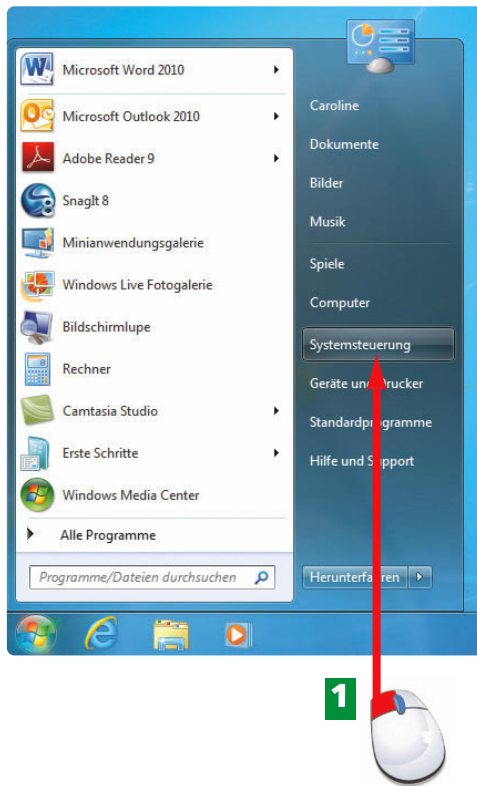 Microsoft Word 2010
Microsoft Outlook 2010
Adobe Reader 9
SnagIt 8
Minianwendungsgalerie
Windows Live Fotogalerie
Bildschirmlupe
Rechner
Camtasia Studio
Erste Schritte
Windows Media Center
Alle Programme
Programme/Dateien durchsuchen
Caroline
Dokumente
Bilder
Musik
Spiele
Computer
Systemsteuerung
Geräte und Drucker
Standardprogramme
Hilfe und Support
Herunterfahren
1